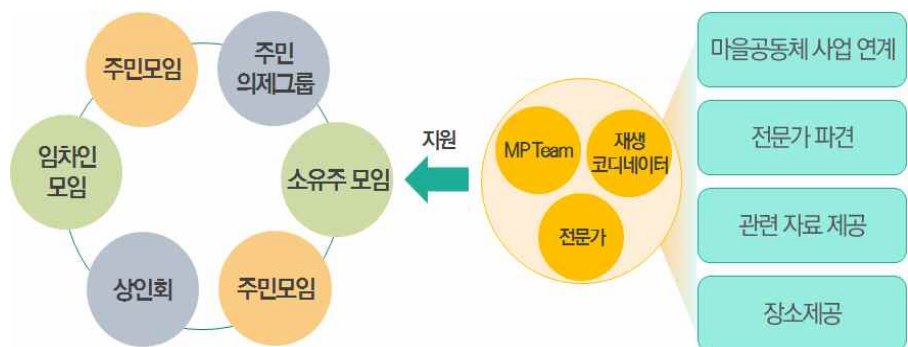 주민모임
주민
의제그룹
임차인
모임
소유주 모임
상인회
주민모임
지원
MP Team
재생
코디네이터
전문가
마을공동체 사업 연계
전문가 파견
관련 자료 제공
장소제공